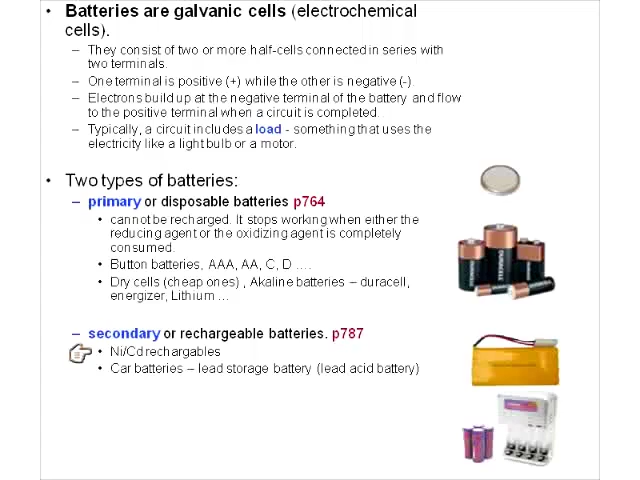 • Batteries are galvanic cells (electrochemical
cells).
– They consist of two or more half-cells connected in series with
two terminals.
– One terminal is positive (+) while the other is negative (-).
– Electrons build up at the negative terminal of the battery and flow
to the positive terminal when a circuit is completed.
– Typically, a circuit includes a load - something that uses the
electricity like a light bulb or a motor.
• Two types of batteries:
– primary or disposable batteries p764
• cannot be recharged. It stops working when either the
reducing agent or the oxidizing agent is completely
consumed.
• Button batteries, AAA, AA, C, D ….
• Dry cells (cheap ones) , Akaline batteries – duracell,
energizer, Lithium ...
– secondary or rechargeable batteries. p787
• Ni/Cd rechargables
• Car batteries – lead storage battery (lead acid battery)
DURACELL